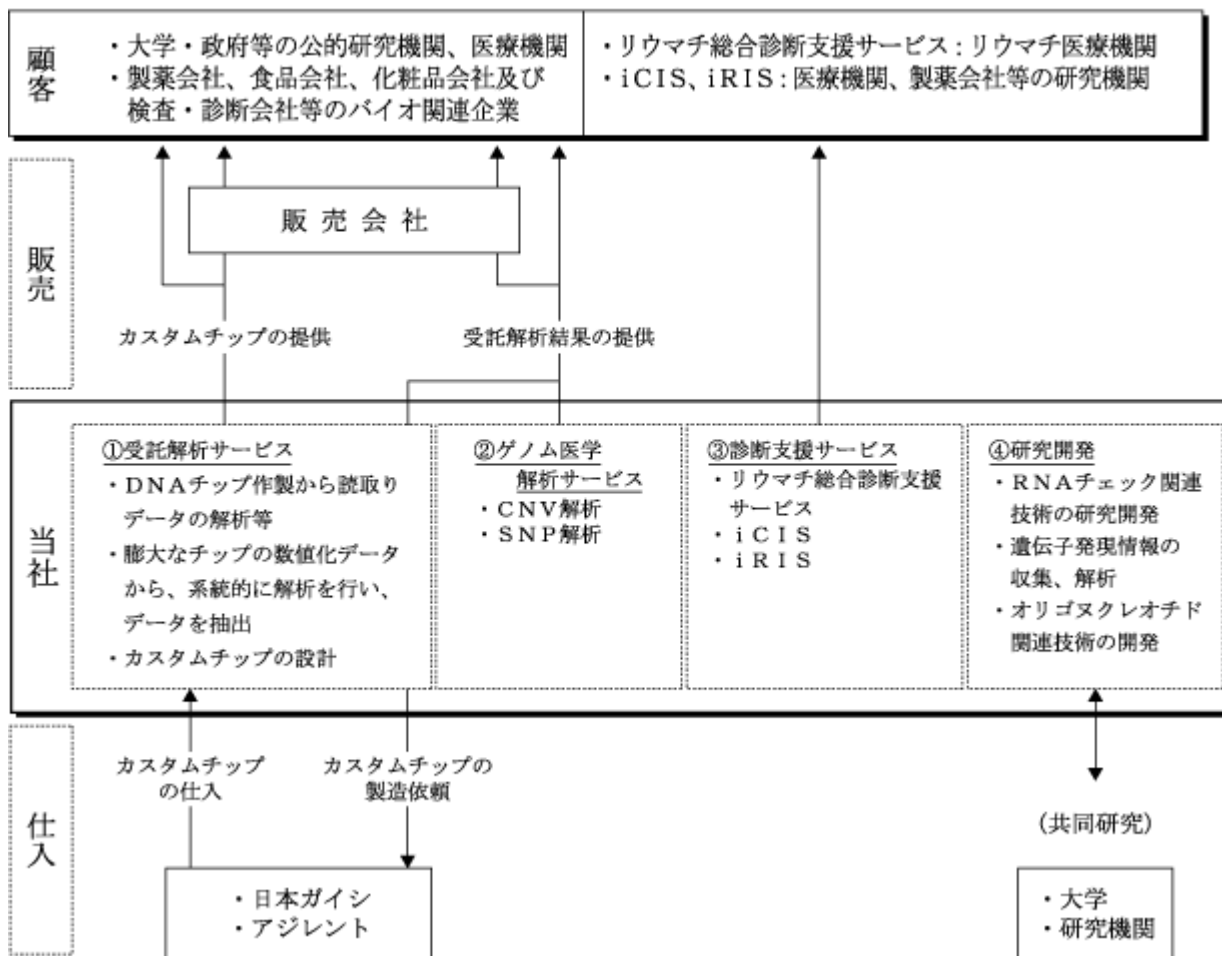 顧客
・大学・政府等の公的研究機関、医療機関
・製薬会社、食品会社、化粧品会社及び
検査・診断会社等のバイオ関連企業
・リウマチ総合診断支援サービス：リウマチ医療機関
・iCIS、iRIS：医療機関、製薬会社等の研究機関
販売
販売会社
カスタムチップの提供
受託解析結果の提供
当社
①受託解析サービス
・DNAチップ作製から読取り
データの解析等
・膨大なチップの数値化データ
から、系統的に解析を行い、
データを抽出
・カスタムチップの設計
②ゲノム医学
解析サービス
・CNV解析
・SNP解析
③診断支援サービス
・リウマチ総合診断支援
サービス
・iCIS
・iRIS
④研究開発
・RNAチェック関連
技術の研究開発
・遺伝子発現情報の
収集、解析
・オリゴヌクレオチド
関連技術の開発
仕入
カスタムチップ
の仕入
カスタムチップの
製造依頼
・日本ガイシ
・アジレント
(共同研究)
・大学
・研究機関